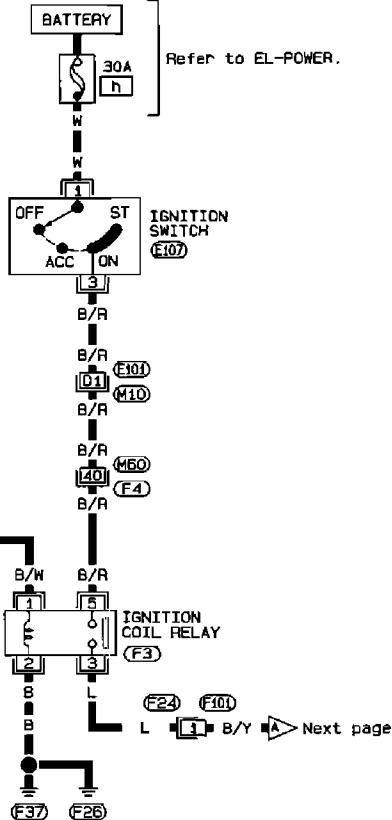 BATTERY
Refer to EL-POWER.
30A
h
W
W
1
OFF
ST
IGNITION
SWITCH
E107
ACC
ON
3
B/R
B/R
E101
D1
M10
B/R
B/R
M60
40
F4
B/R
B/W
B/R
1
5
IGNITION
COIL RELAY
F3
2
3
B
L
F24
F101
B
L
1
B/Y
A
Next page
F37
F26